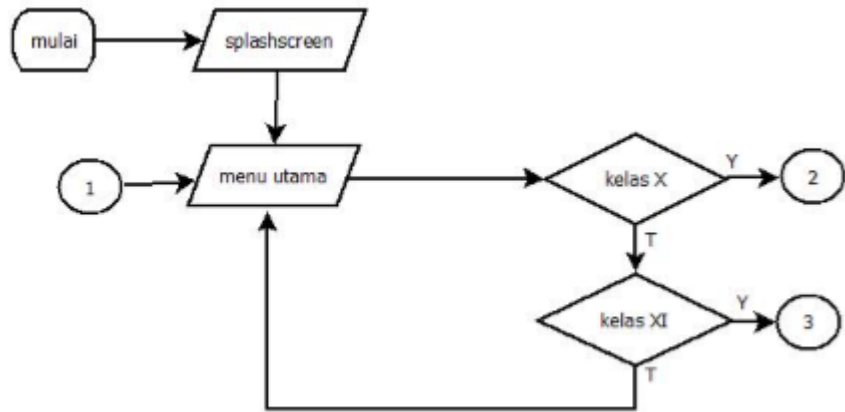 mulai
splashscreen
1
menu utama
kelas X
Y
2
T
kelas XI
Y
3
T